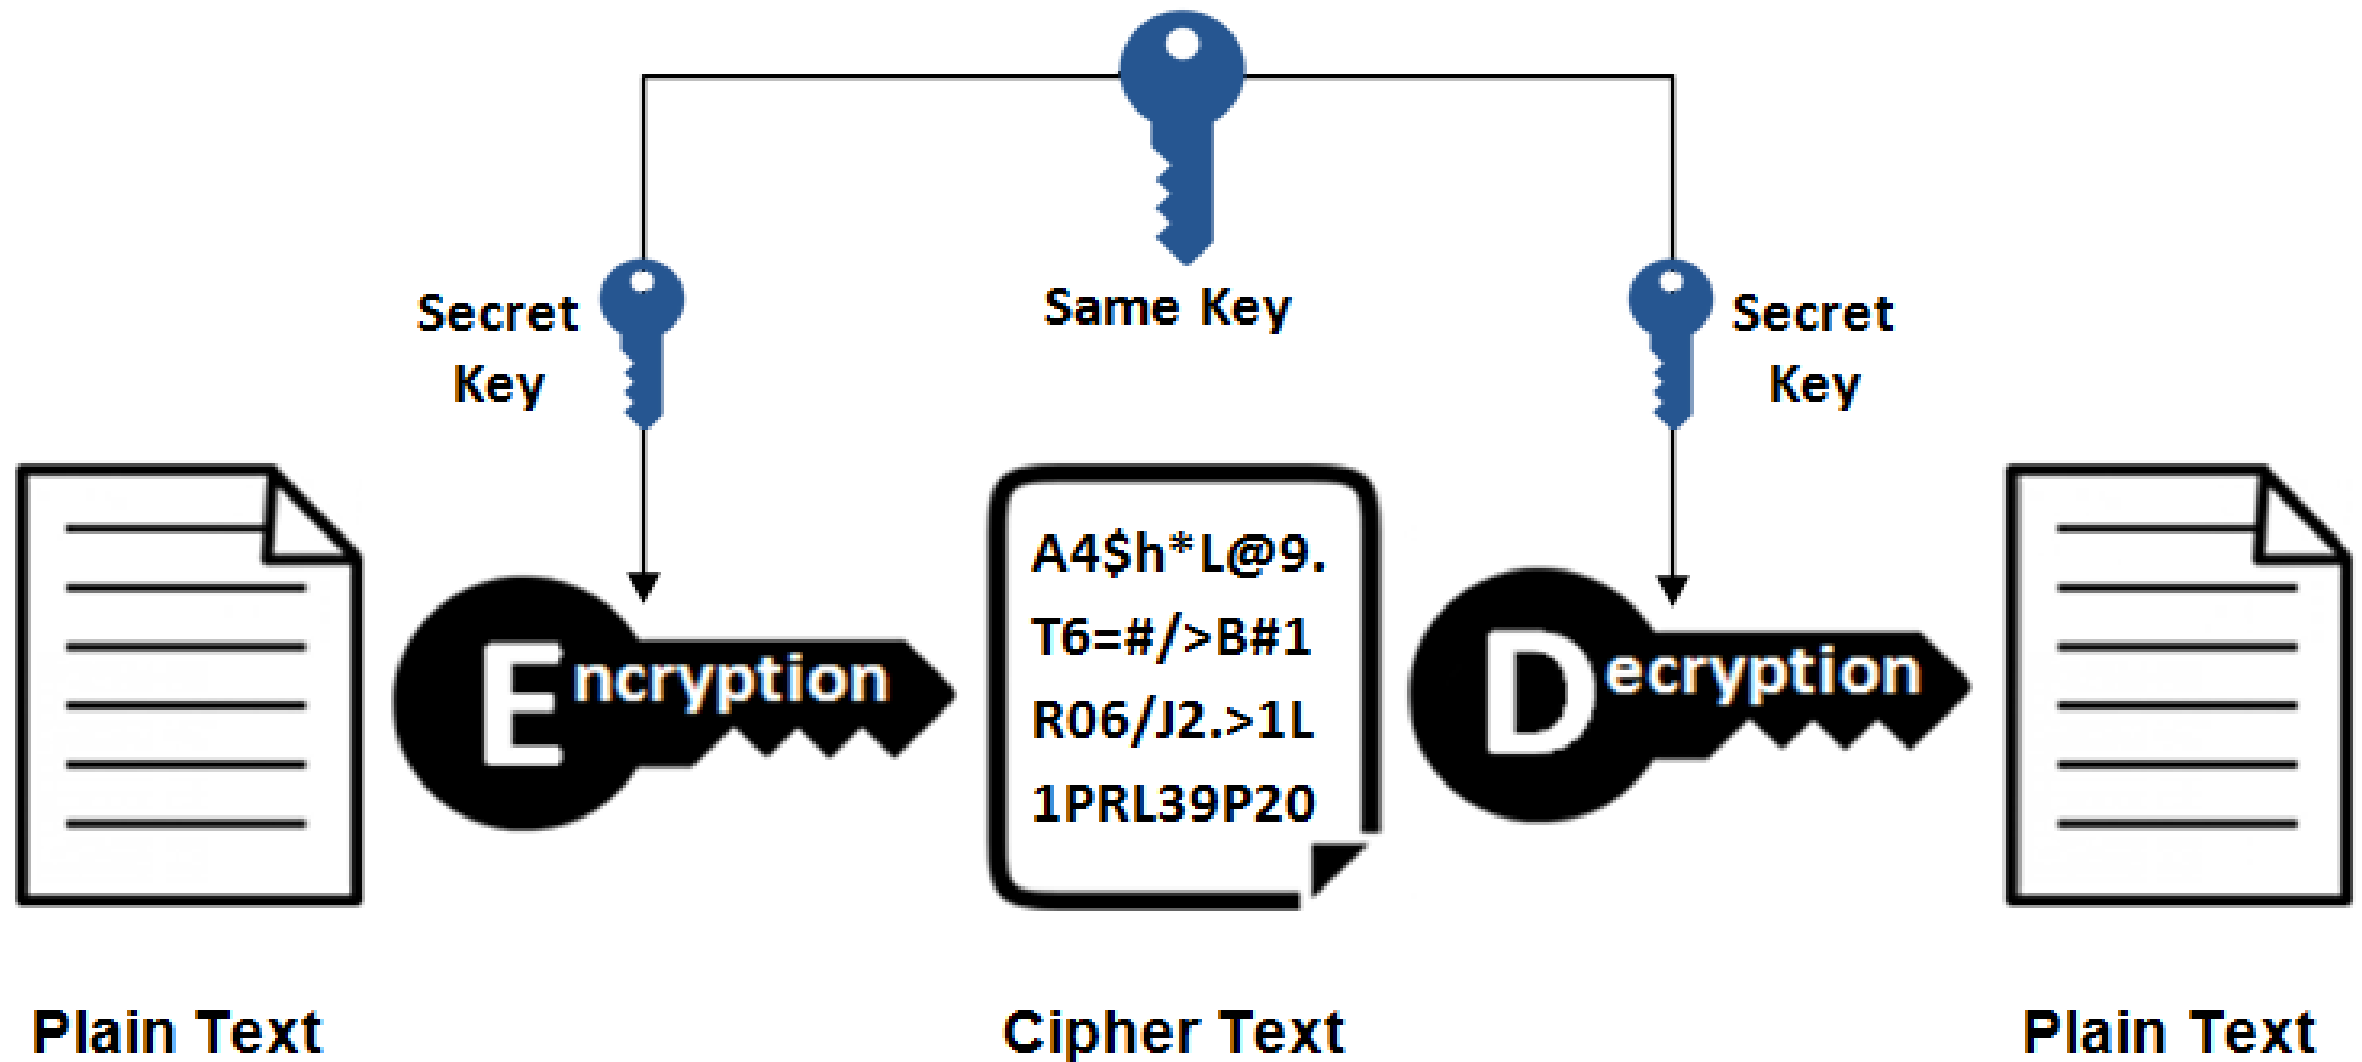 Same Key
Secret
Key
Secret
Key
Encryption
A4$h*L@9.
T6=#/>B#1
R06/J2.>1L
1PRL39P20
Decryption
Plain Text
Cipher Text
Plain Text